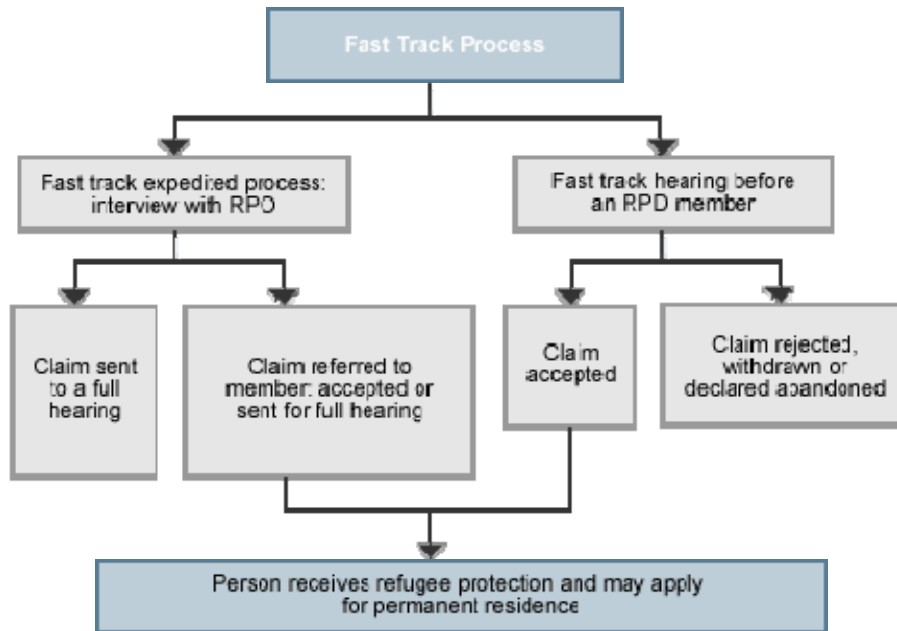 Fast Track Process
Fast track expedited process:
interview with RPO
Fast track hearing before
an RPD member
Claim sent
to a full
hearing
Claim referred to
member: accepted or
sent for full hearing
Claim
accepted
Claim rejected,
withdrawn or
declared abandoned
Person receives refugee protection and may apply
for permanent residence